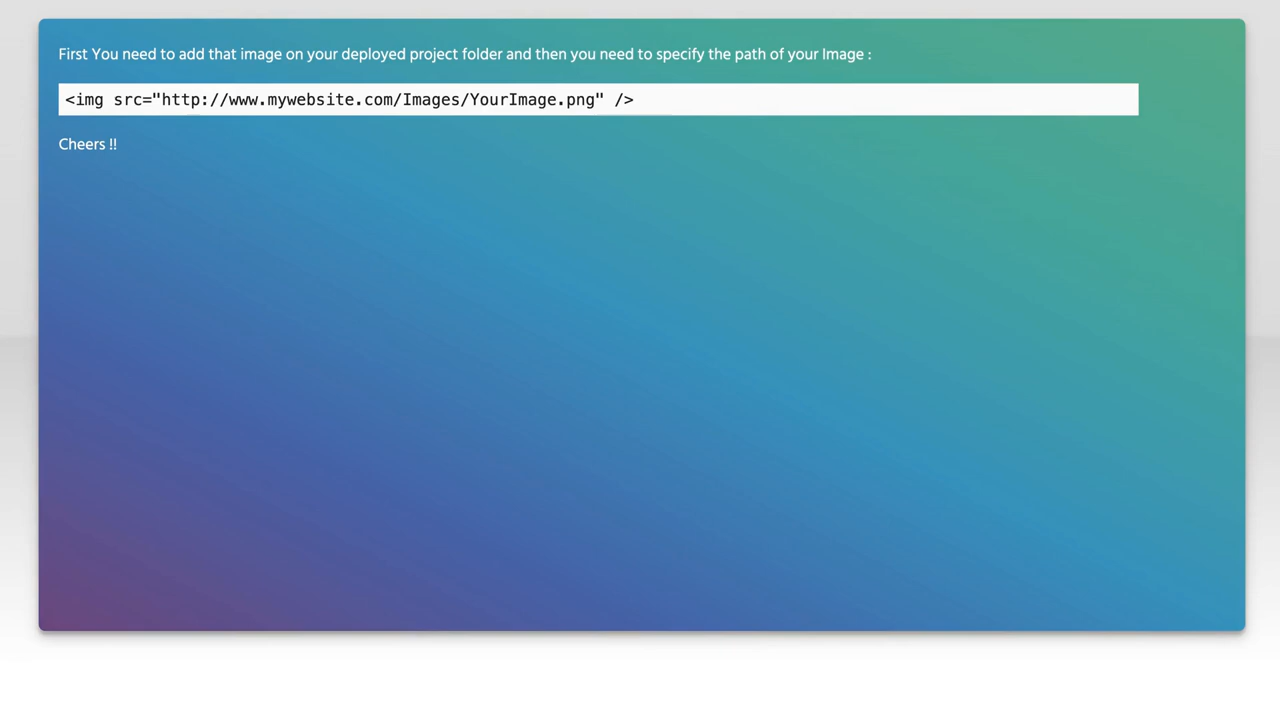 First You need to add that image on your deployed project folder and then you need to specify the path of your Image :
<img src="http://www.mywebsite.com/Images/YourImage.png" />
Cheers !!